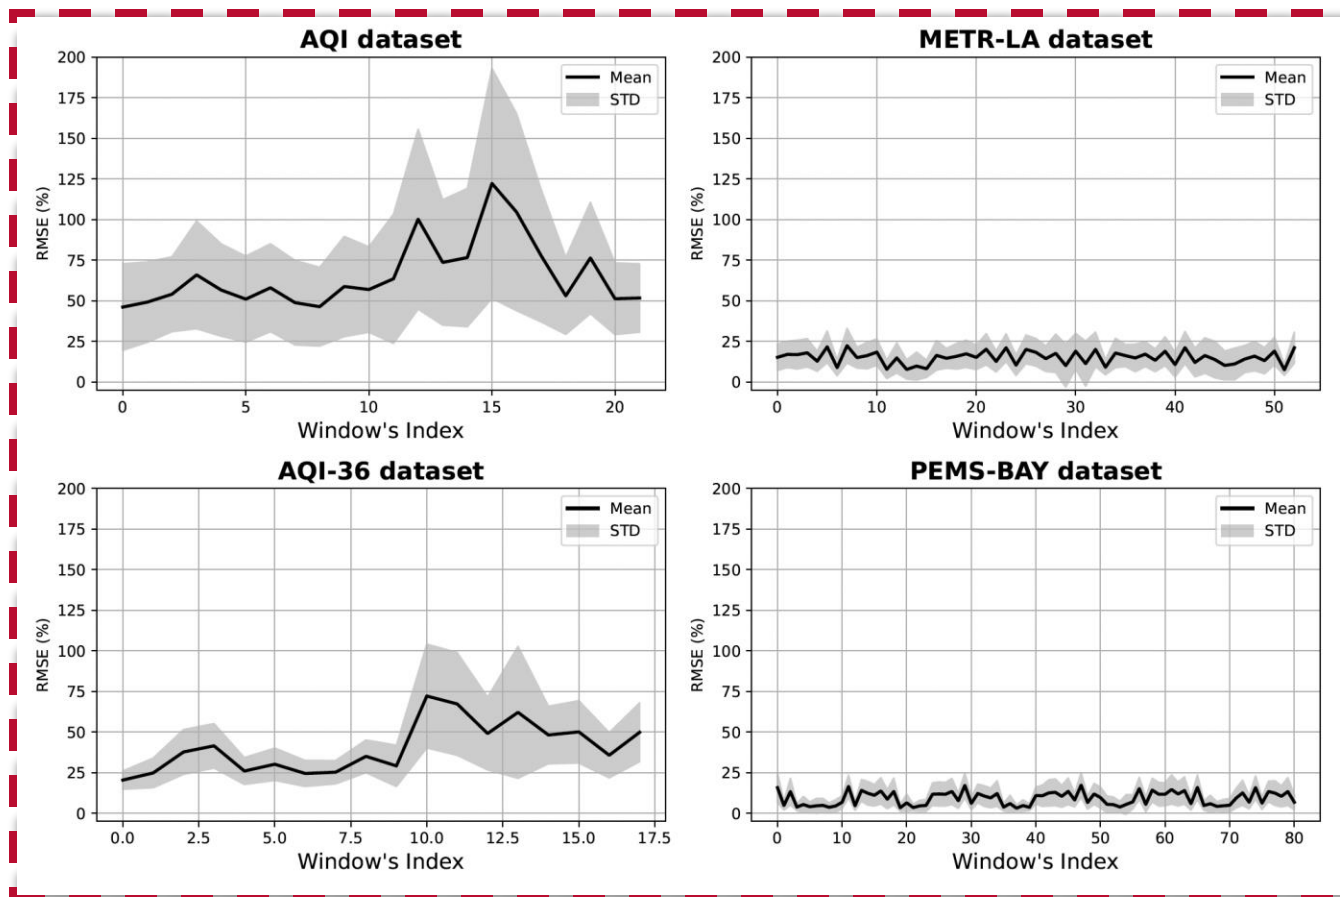 AQI dataset
200
175
150
125
100
75
50
25
0
RMSE (%)
Mean
STD
0 5 10 15 20
Window's Index
METR-LA dataset
200
175
150
125
100
75
50
25
0
RMSE (%)
Mean
STD
0 10 20 30 40 50
Window's Index
AQI-36 dataset
200
175
150
125
100
75
50
25
0
RMSE (%)
Mean
STD
0.0 2.5 5.0 7.5 10.0 12.5 15.0 17.5
Window's Index
PEMS-BAY dataset
200
175
150
125
100
75
50
25
0
RMSE (%)
Mean
STD
0 10 20 30 40 50 60 70 80
Window's Index